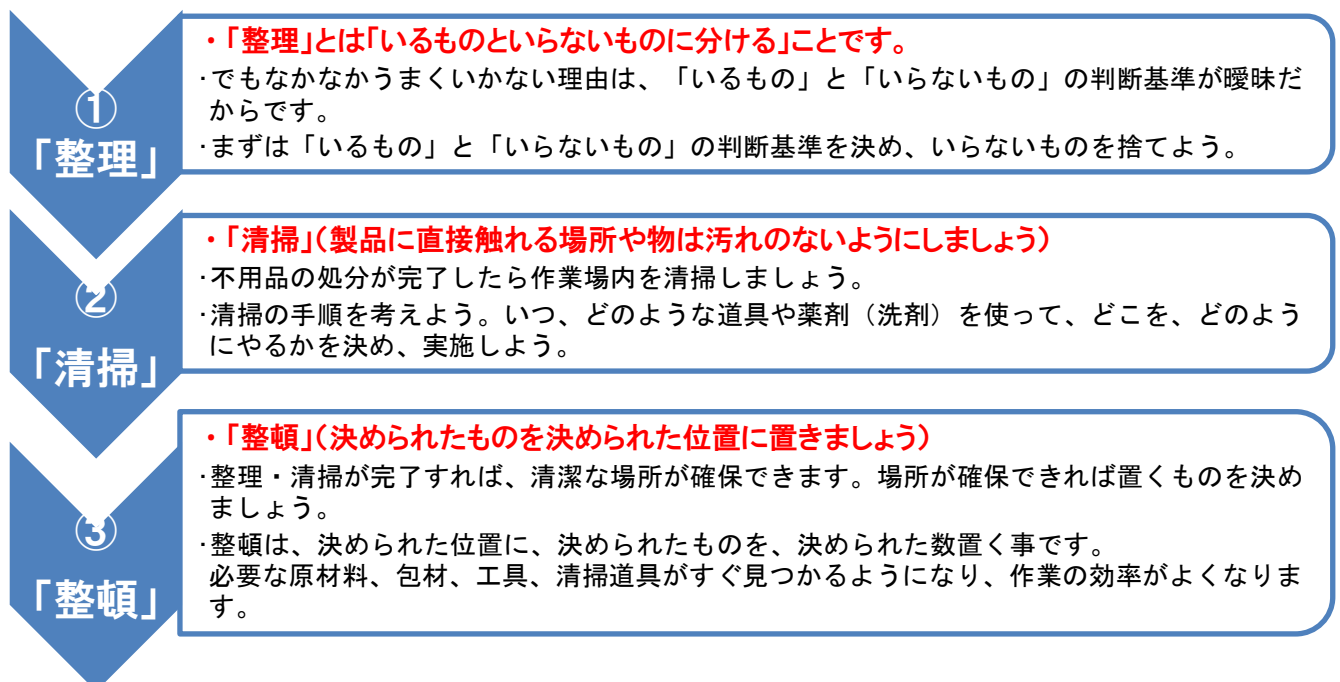 ①
「整理」
・「整理」とは「いるものといらないものに分ける」ことです。
･でもなかなかうまくいかない理由は、「いるもの」と「いらないもの」の判断基準が曖昧だ
からです。
･まずは「いるもの」と「いらないもの」の判断基準を決め、いらないものを捨てよう。
②
「清掃」
・「清掃」（製品に直接触れる場所や物は汚れのないようにしましょう）
･不用品の処分が完了したら作業場内を清掃しましょう。
･清掃の手順を考えよう。いつ、どのような道具や薬剤（洗剤）を使って、どこを、どのよう
にやるかを決め、実施しよう。
③
「整頓」
・「整頓」（決められたものを決められた位置に置きましょう）
･整理・清掃が完了すれば、清潔な場所が確保できます。場所が確保できれば置くものを決め
ましょう。
･整頓は、決められた位置に、決められたものを、決められた数置く事です。
必要な原材料、包材、工具、清掃道具がすぐ見つかるようになり、作業の効率がよくなりま
す。